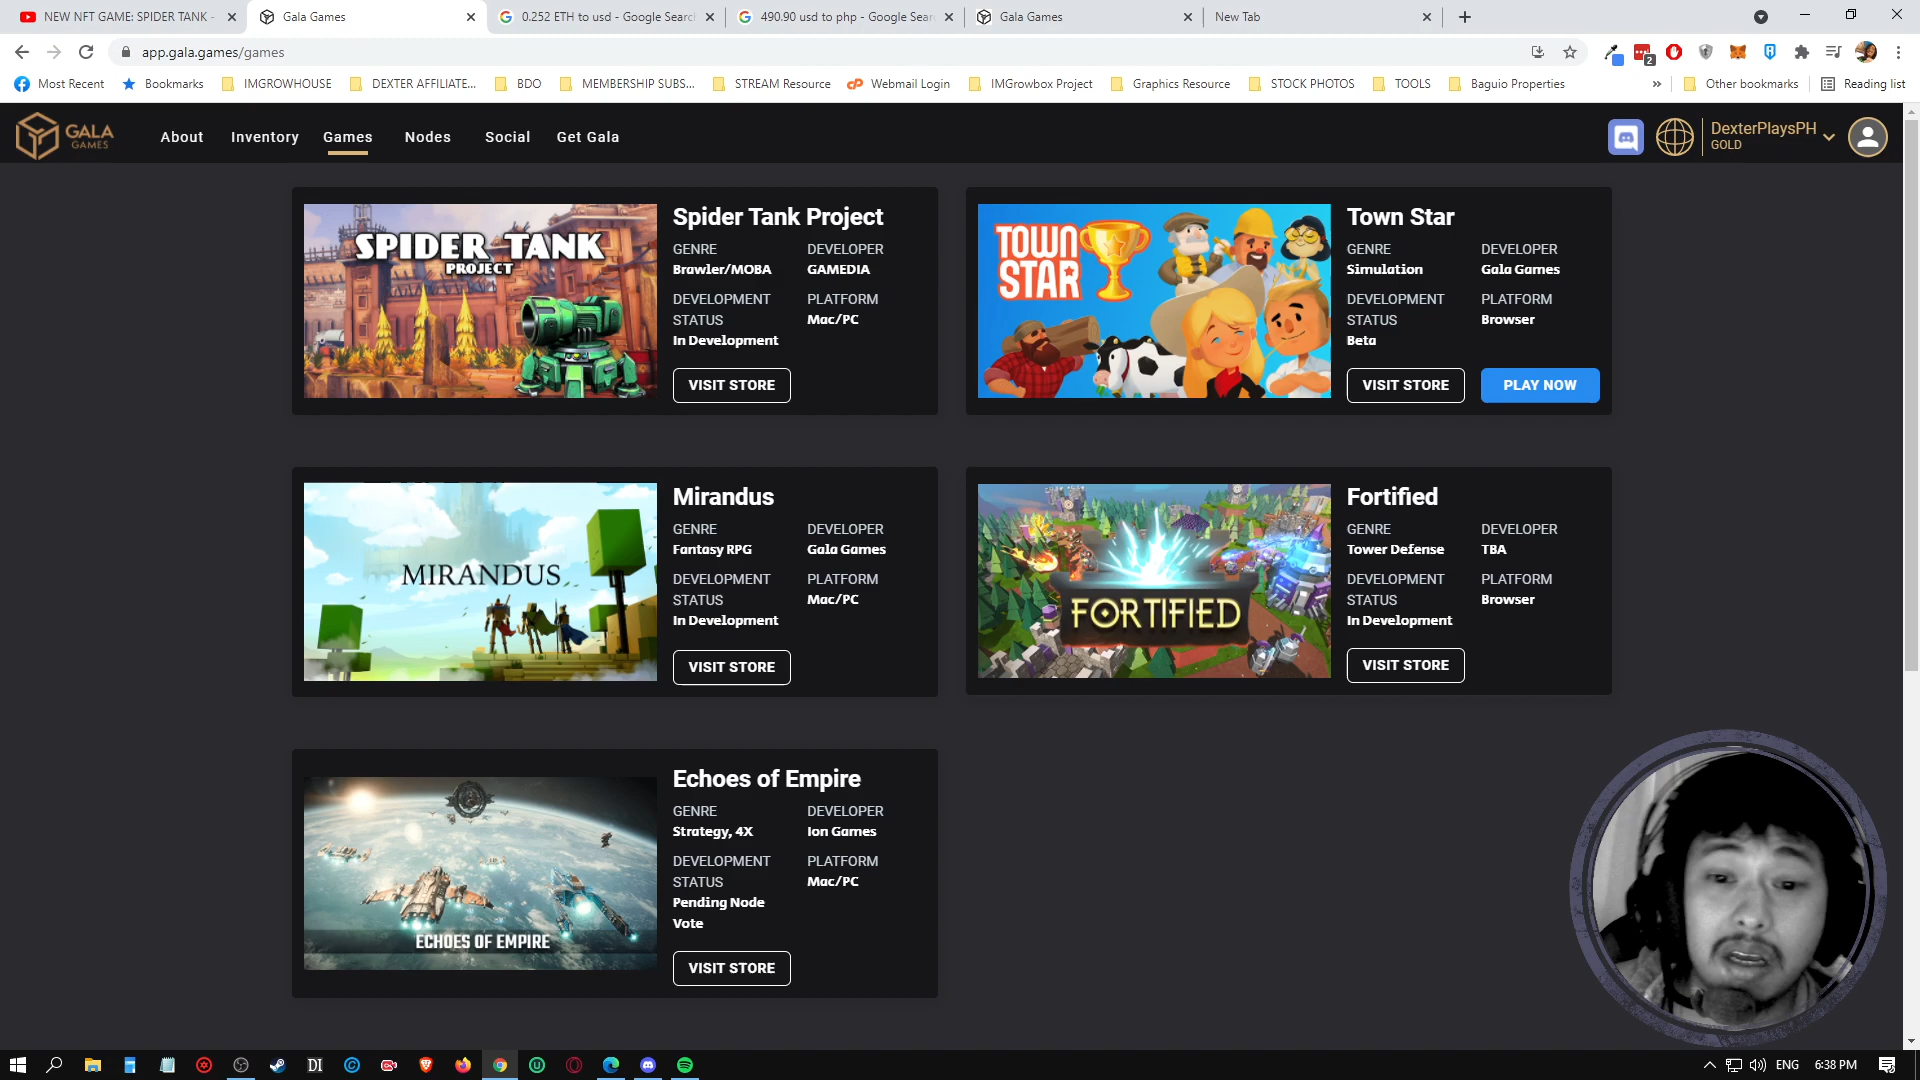 NEW NFT GAME: SPIDER TANK -
Gala Games
0.252 ETH to usd - Google Searc
490.90 usd to php - Google Sear
Gala Games
New Tab
app.gala.games/games
2
Most Recent
Bookmarks
IMGROWHOUSE
DEXTER AFFILIATE...
BDO
MEMBERSHIP SUBS...
STREAM Resource
Webmail Login
IMGrowbox Project
Graphics Resource
STOCK PHOTOS
TOOLS
Baguio Properties
»
Other bookmarks
Reading list
GALA
GAMES
About
Inventory
Games
Nodes
Social
Get Gala
DexterPlaysPH
GOLD
SPIDER TANK
PROJECT
Spider Tank Project
GENRE
Brawler/MOBA
DEVELOPER
GAMEDIA
DEVELOPMENT
STATUS
In Development
PLATFORM
Mac/PC
VISIT STORE
TOWN
STAR
Town Star
GENRE
Simulation
DEVELOPER
Gala Games
DEVELOPMENT
STATUS
Beta
PLATFORM
Browser
VISIT STORE
PLAY NOW
MIRANDUS
Mirandus
GENRE
Fantasy RPG
DEVELOPER
Gala Games
DEVELOPMENT
STATUS
In Development
PLATFORM
Mac/PC
VISIT STORE
FORTIFIED
Fortified
GENRE
Tower Defense
DEVELOPER
TBA
DEVELOPMENT
STATUS
In Development
PLATFORM
Browser
VISIT STORE
ECHOES OF EMPIRE
Echoes of Empire
GENRE
Strategy, 4X
DEVELOPER
Ion Games
DEVELOPMENT
STATUS
Pending Node
Vote
PLATFORM
Mac/PC
VISIT STORE
DI
ENG
6:38 PM